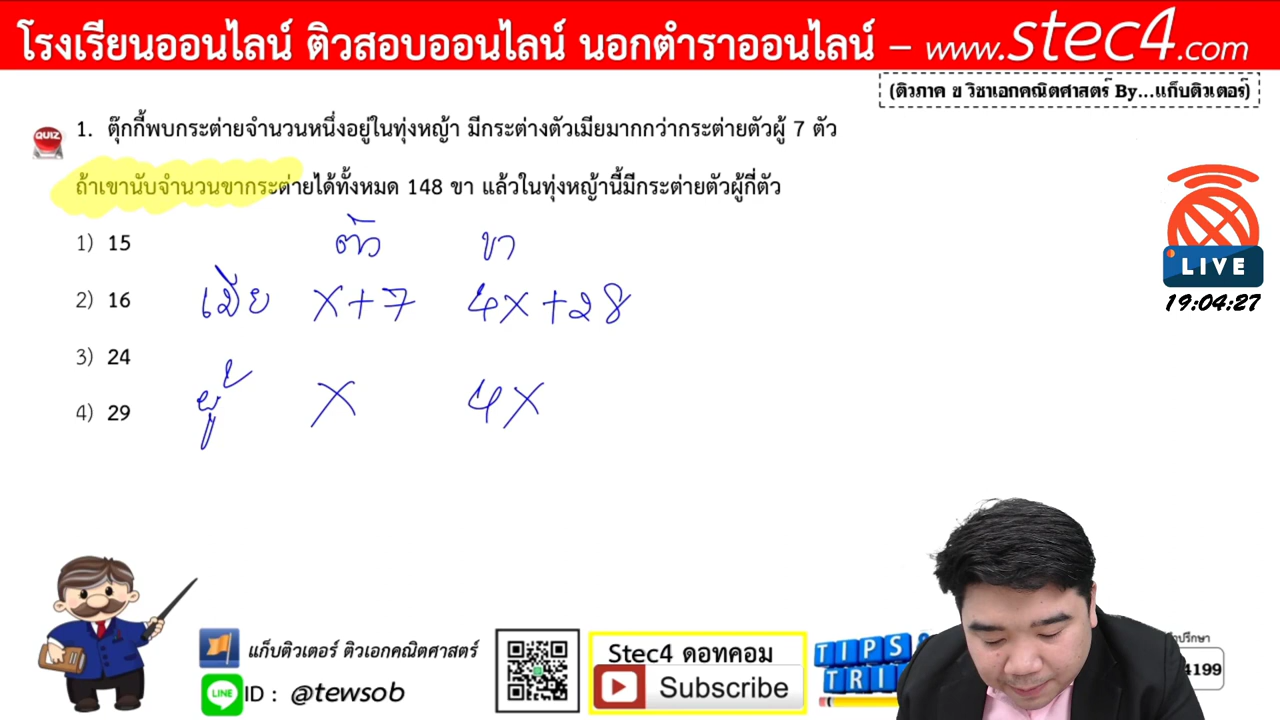 โรงเรียนออนไลน์ ติวสอบออนไลน์ นอกตำราออนไลน์ – www.stec4.com
(ติวภาค ข วิชาเอกคณิตศาสตร์ By...แก็บติวเตอร์)
QUIZ
1. ตุ๊กกี้พบกระต่ายจำนวนหนึ่งอยู่ในทุ่งหญ้า มีกระต่างตัวเมียมากกว่ากระต่ายตัวผู้ 7 ตัว
ถ้าเขานับจำนวนขากระต่ายได้ทั้งหมด 148 ขา แล้วในทุ่งหญ้านี้มีกระต่ายตัวผู้กี่ตัว
1) 15
ตัว ขา
2) 16
เมีย x+7 4x+28
3) 24
4) 29
ผู้ x 4x
LIVE
19:04:27
แก็บติวเตอร์ ติวเอกคณิตศาสตร์
LINE ID : @tewsob
Stec4 ดอทคอม
Subscribe
TIPS &
TRI
ปรึกษา
4199